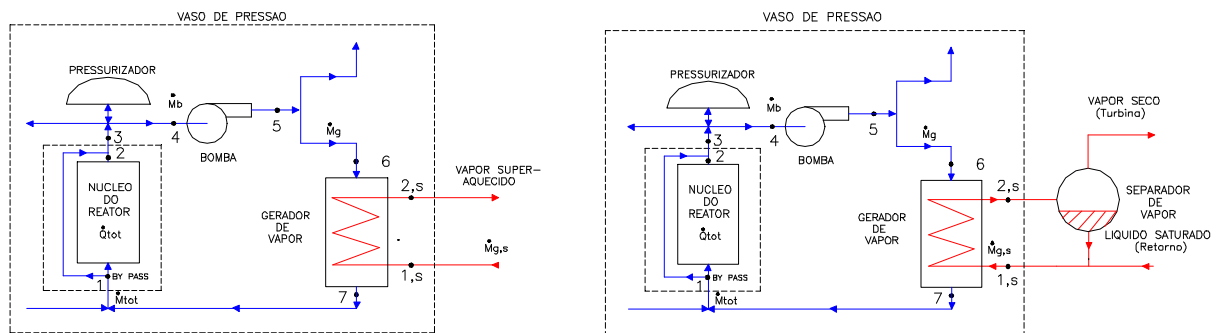 VASO DE PRESSAO
PRESSURIZADOR
Mb
3
4
5
BOMBA
2
NUCLEO
DO
REATOR
Qtot
BY PASS
1
Mtot
Mg
6
GERADOR
DE
VAPOR
2,s
VAPOR SUPER-
AQUECIDO
Mg,s
1,s
7
VASO DE PRESSAO
PRESSURIZADOR
Mb
3
4
5
BOMBA
2
NUCLEO
DO
REATOR
Qtot
BY PASS
1
Mtot
Mg
6
GERADOR
DE
VAPOR
2,s
Mg,s
1,s
7
VAPOR SECO
(Turbina)
SEPARADOR
DE
VAPOR
LIQUIDO SATURADO
(Retorno)